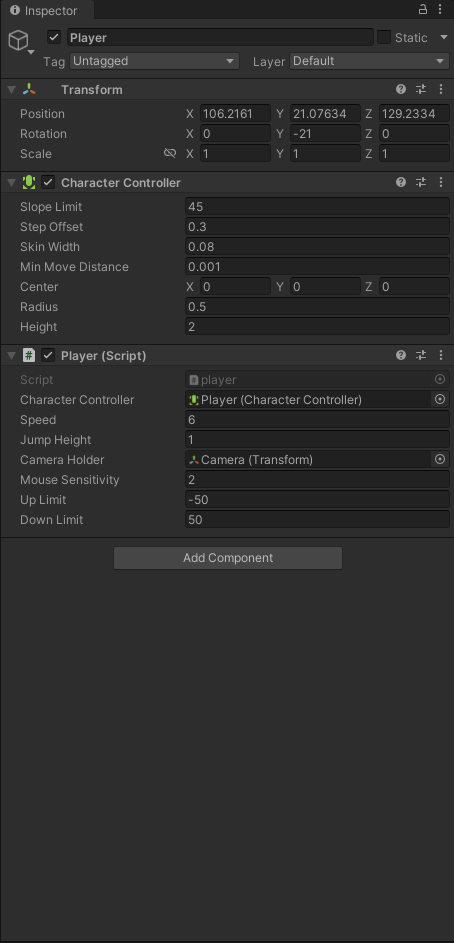 Inspector
Player
Static
Tag Untagged Layer Default
Transform
Position X 106.2161 Y 21.07634 Z 129.2334
Rotation X 0 Y -21 Z 0
Scale X 1 Y 1 Z 1
Character Controller
Slope Limit 45
Step Offset 0.3
Skin Width 0.08
Min Move Distance 0.001
Center X 0 Y 0 Z 0
Radius 0.5
Height 2
# Player (Script)
Script player
Character Controller Player (Character Controller)
Speed 6
Jump Height 1
Camera Holder Camera (Transform)
Mouse Sensitivity 2
Up Limit -50
Down Limit 50
Add Component